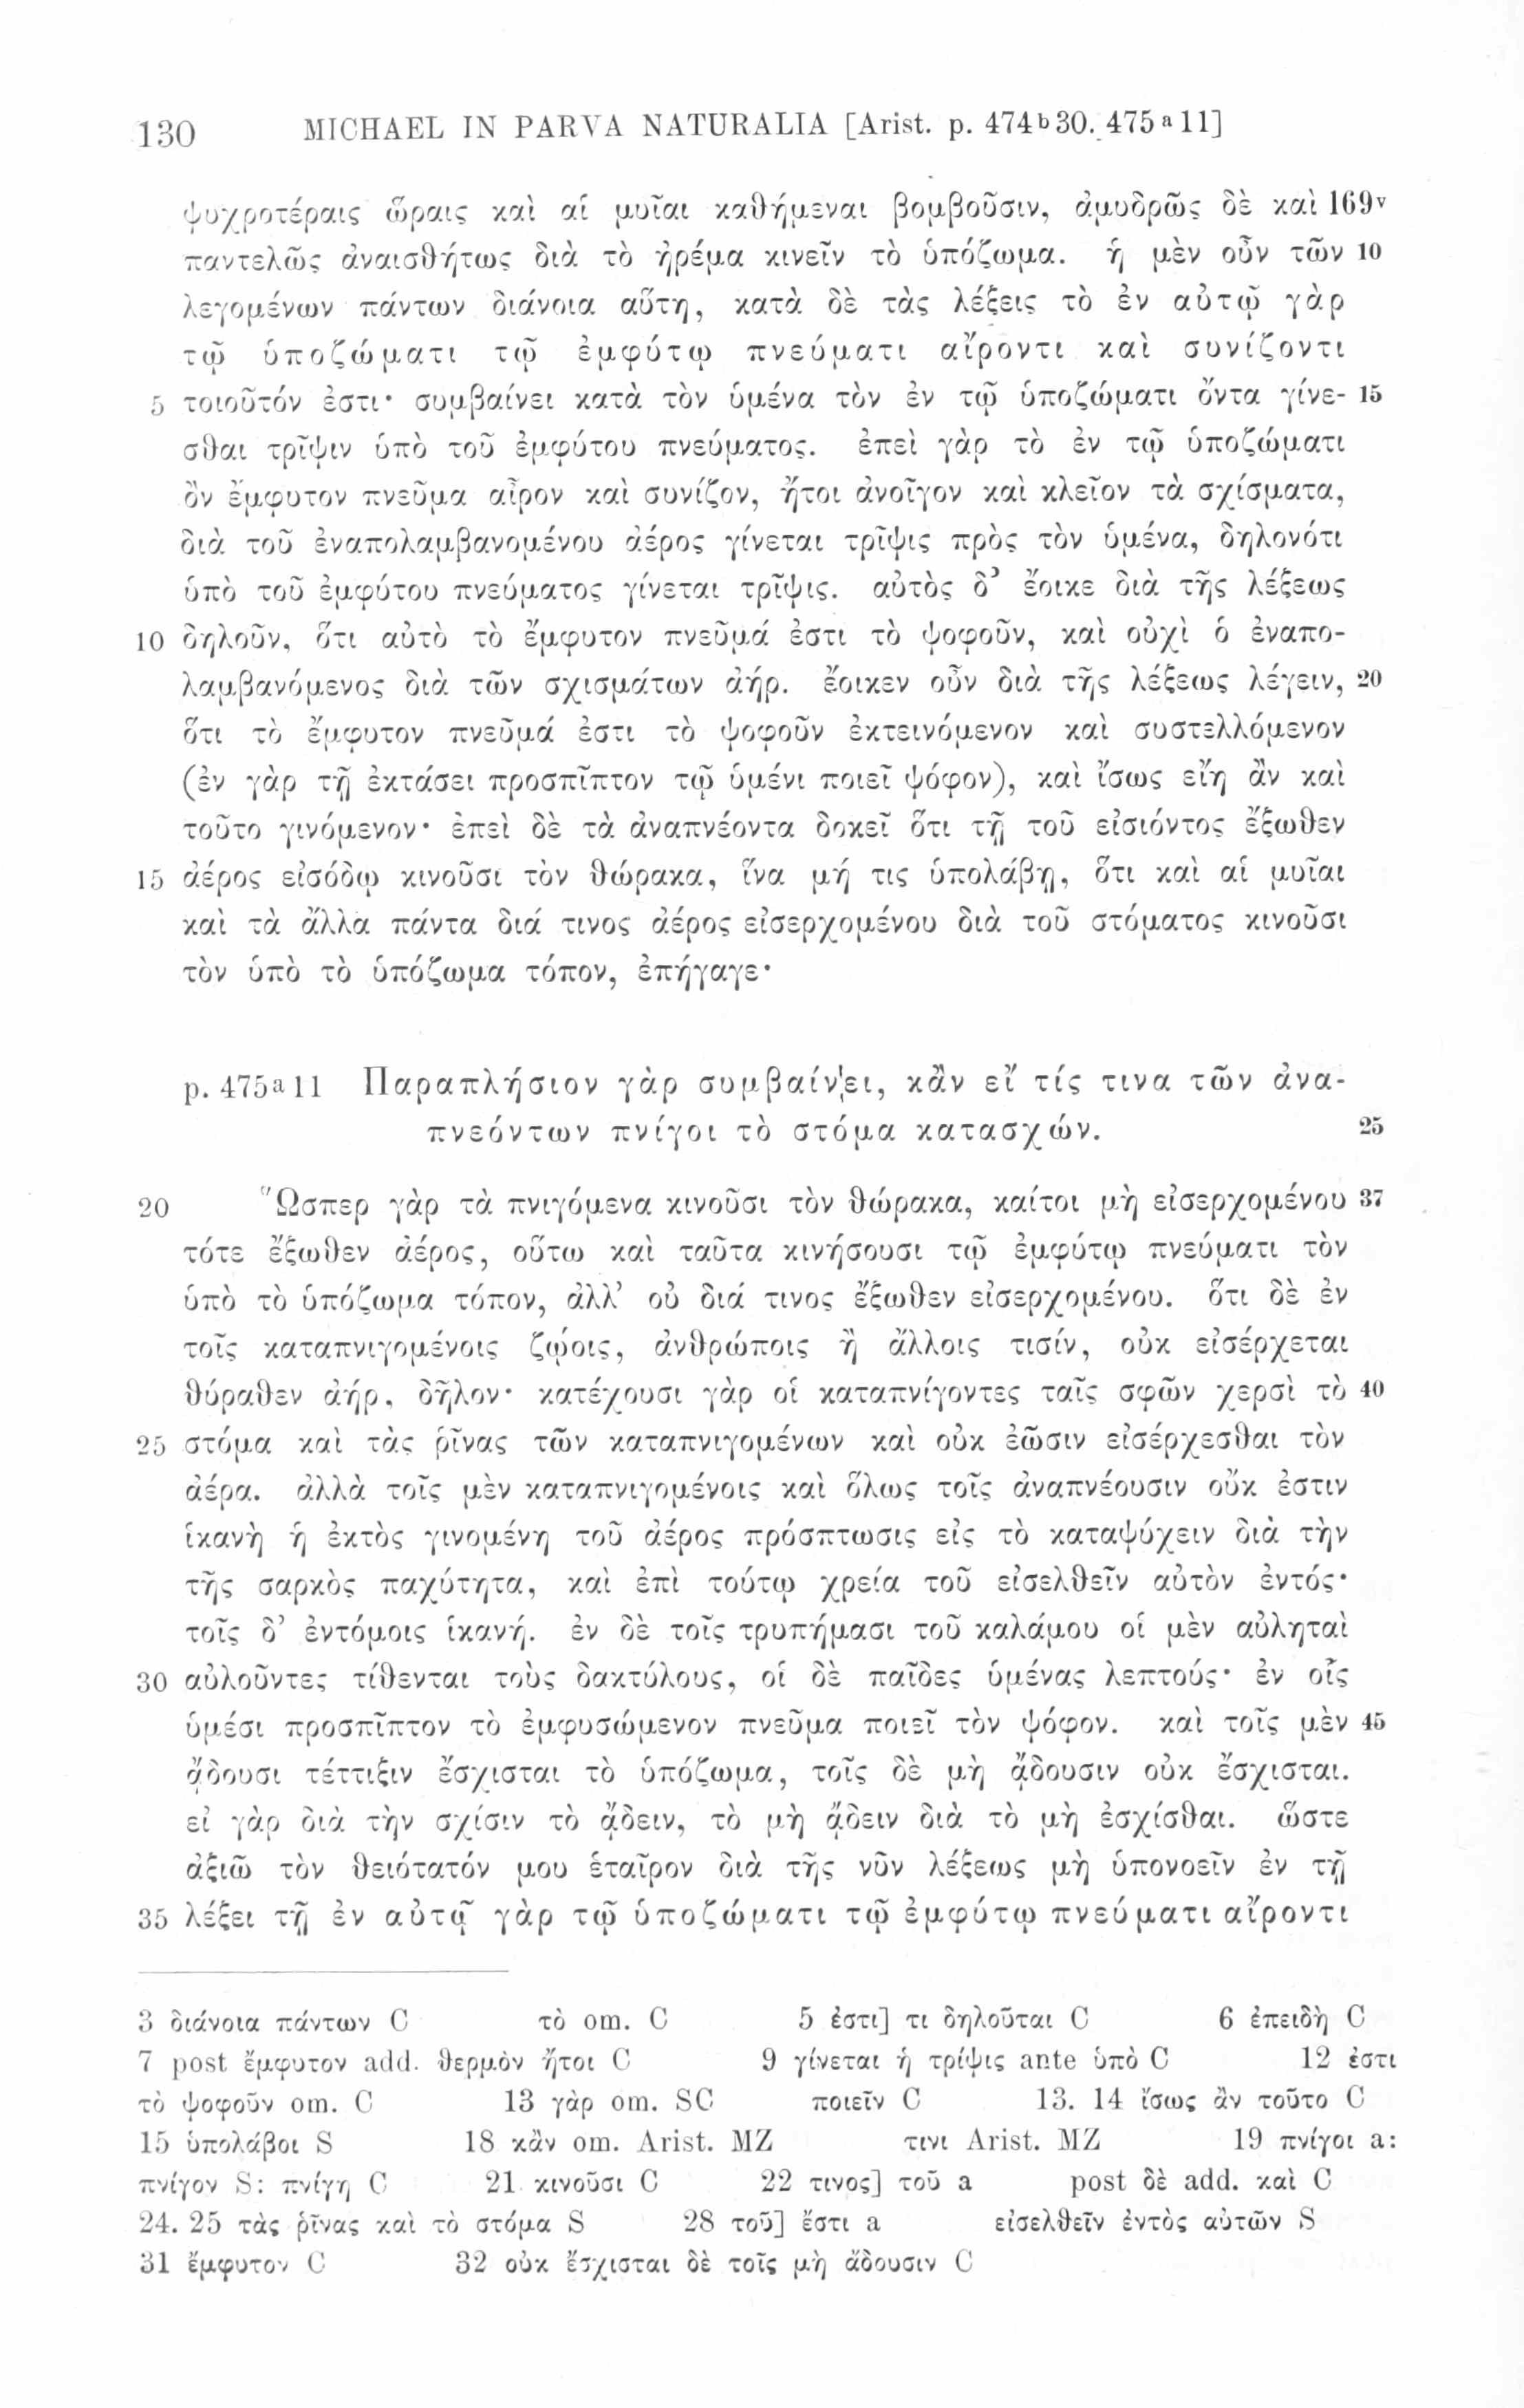 130 MICHAEL IN PARVA NATURALIA [Arist. p. 474b30. 475a11]
ψυχροτέραις ὥραις καὶ αἱ μυῖαι καθήμεναι βομβοῦσιν, ἀμυδρῶς δὲ καὶ 169v
παντελῶς ἀναισθήτως διὰ τὸ ἠρέμα κινεῖν τὸ ὑπόζωμα. ἡ μὲν οὖν τῶν 10
λεγομένων πάντων διάνοια αὕτη, κατὰ δὲ τὰς λέξεις τὸ ἐν αὐτῷ γὰρ
τῷ ὑποζώματι τῷ ἐμφύτῳ πνεύματι αἴροντι καὶ συνίζοντι
5 τοιοῦτόν ἐστι· συμβαίνει κατὰ τὸν ὑμένα τὸν ἐν τῷ ὑποζώματι ὄντα γίνε- 15
σθαι τρῖψιν ὑπὸ τοῦ ἐμφύτου πνεύματος. ἐπεὶ γὰρ τὸ ἐν τῷ ὑποζώματι
ὂν ἔμφυτον πνεῦμα αἶρον καὶ συνίζον, ἤτοι ἀνοῖγον καὶ κλεῖον τὰ σχίσματα,
διὰ τοῦ ἐναπολαμβανομένου ἀέρος γίνεται τρῖψις πρὸς τὸν ὑμένα, δηλονότι
ὑπὸ τοῦ ἐμφύτου πνεύματος γίνεται τρῖψις. αὐτὸς δ’ ἔοικε διὰ τῆς λέξεως
10 δηλοῦν, ὅτι αὐτὸ τὸ ἔμφυτον πνεῦμά ἐστι τὸ ψοφοῦν, καὶ οὐχὶ ὁ ἐναπο-
λαμβανόμενος διὰ τῶν σχισμάτων ἀήρ. ἔοικεν οὖν διὰ τῆς λέξεως λέγειν, 20
ὅτι τὸ ἔμφυτον πνεῦμά ἐστι τὸ ψοφοῦν ἐκτεινόμενον καὶ συστελλόμενον
(ἐν γὰρ τῇ ἐκτάσει προσπῖπτον τῷ ὑμένι ποιεῖ ψόφον), καὶ ἴσως εἴη ἂν καὶ
τοῦτο γινόμενον· ἐπεὶ δὲ τὰ ἀναπνέοντα δοκεῖ ὅτι τῇ τοῦ εἰσιόντος ἔξωθεν
15 ἀέρος εἰσόδῳ κινοῦσι τὸν θώρακα, ἵνα μή τις ὑπολάβῃ, ὅτι καὶ αἱ μυῖαι
καὶ τὰ ἄλλα πάντα διά τινος ἀέρος εἰσερχομένου διὰ τοῦ στόματος κινοῦσι
τὸν ὑπὸ τὸ ὑπόζωμα τόπον, ἐπήγαγε·
p. 475a11 Παραπλήσιον γὰρ συμβαίνει, κἂν εἴ τίς τινα τῶν ἀνα-
πνεόντων πνίγοι τὸ στόμα κατασχών. 25
20 Ὥσπερ γὰρ τὰ πνιγόμενα κινοῦσι τὸν θώρακα, καίτοι μὴ εἰσερχομένου 37
τότε ἔξωθεν ἀέρος, οὕτω καὶ ταῦτα κινήσουσι τῷ ἐμφύτῳ πνεύματι τὸν
ὑπὸ τὸ ὑπόζωμα τόπον, ἀλλ’ οὐ διά τινος ἔξωθεν εἰσερχομένου. ὅτι δὲ ἐν
τοῖς καταπνιγομένοις ζῴοις, ἀνθρώποις ἢ ἄλλοις τισίν, οὐκ εἰσέρχεται
θύραθεν ἀήρ, δῆλον· κατέχουσι γὰρ οἱ καταπνίγοντες ταῖς σφῶν χερσὶ τὸ 40
25 στόμα καὶ τὰς ῥῖνας τῶν καταπνιγομένων καὶ οὐκ ἐῶσιν εἰσέρχεσθαι τὸν
ἀέρα. ἀλλὰ τοῖς μὲν καταπνιγομένοις καὶ ὅλως τοῖς ἀναπνέουσιν οὔκ ἐστιν
ἱκανὴ ἡ ἐκτὸς γινομένη τοῦ ἀέρος πρόσπτωσις εἰς τὸ καταψύχειν διὰ τὴν
τῆς σαρκὸς παχύτητα, καὶ ἐπὶ τούτῳ χρεία τοῦ εἰσελθεῖν αὐτὸν ἐντός·
τοῖς δ’ ἐντόμοις ἱκανή. ἐν δὲ τοῖς τρυπήμασι τοῦ καλάμου οἱ μὲν αὐληταὶ
30 αὐλοῦντες τίθενται τοὺς δακτύλους, οἱ δὲ παῖδες ὑμένας λεπτούς· ἐν οἷς
ὑμέσι προσπῖπτον τὸ ἐμφυσώμενον πνεῦμα ποιεῖ τὸν ψόφον. καὶ τοῖς μὲν 45
ᾄδουσι τέττιξιν ἔσχισται τὸ ὑπόζωμα, τοῖς δὲ μὴ ᾄδουσιν οὐκ ἔσχισται.
εἰ γὰρ διὰ τὴν σχίσιν τὸ ᾄδειν, τὸ μὴ ᾄδειν διὰ τὸ μὴ ἐσχίσθαι. ὥστε
ἀξιῶ τὸν θειότατόν μου ἑταῖρον διὰ τῆς νῦν λέξεως μὴ ὑπονοεῖν ἐν τῇ
35 λέξει τῇ ἐν αὐτῷ γὰρ τῷ ὑποζώματι τῷ ἐμφύτῳ πνεύματι αἴροντι
3 διάνοια πάντων C τὸ om. C 5 ἐστι] τι δηλοῦται C 6 ἐπειδὴ C
7 post ἔμφυτον add. θερμὸν ἤτοι C 9 γίνεται ἡ τρίψις ante ὑπὸ C 12 ἐστι
τὸ ψοφοῦν om. C 13 γὰρ om. SC ποιεῖν C 13. 14 ἴσως ἂν τοῦτο C
15 ὑπολάβοι S 18 κἂν om. Arist. MZ τινι Arist. MZ 19 πνίγοι a:
πνίγον S: πνίγη C 21 κινοῦσι C 22 τινος] τοῦ a post δὲ add. καὶ C
24. 25 τὰς ῥῖνας καὶ τὸ στόμα S 28 τοῦ] ἔστι a εἰσελθεῖν ἐντὸς αὐτῶν S
31 ἔμφυτον C 32 οὐκ ἔσχισται δὲ τοῖς μὴ ἄδουσιν C